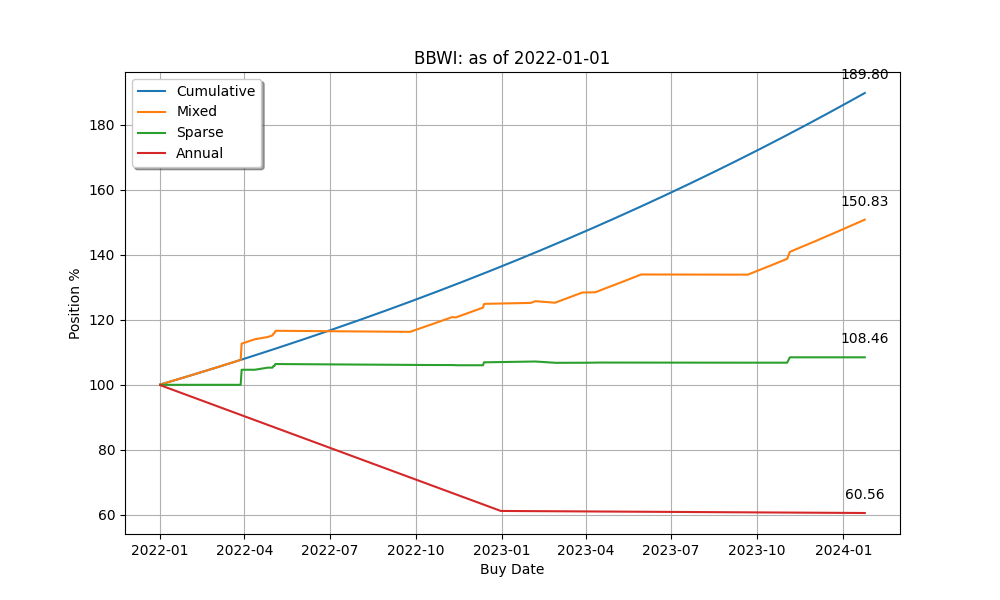 BBWI: as of 2022-01-01
Cumulative
Mixed
Sparse
Annual
189.80
150.83
108.46
60.56
Position %
180
160
140
120
100
80
60
2022-01
2022-04
2022-07
2022-10
2023-01
2023-04
2023-07
2023-10
2024-01
Buy Date